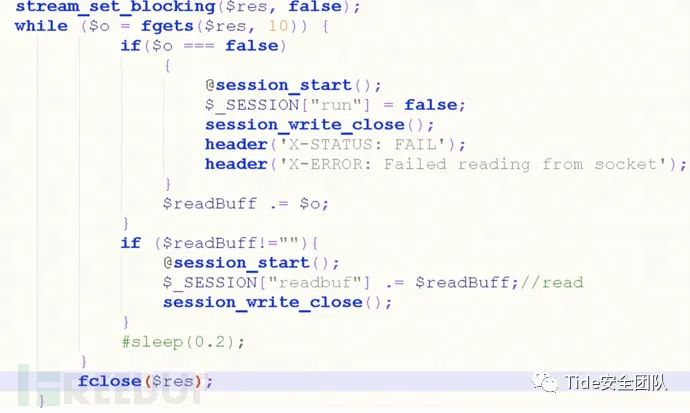 stream_set_blocking($res, false);
while ($o = fgets($res, 10)) {
if($o === false)
{
@session_start();
$_SESSION["run"] = false;
session_write_close();
header('X-STATUS: FAIL');
header('X-ERROR: Failed reading from socket');
}
$readBuff .= $o;
}
if ($readBuff!=""){
@session_start();
$_SESSION["readbuf"] .= $readBuff;//read
session_write_close();
}
#sleep(0.2);
}
fclose($res);
}
FREEBUF
Tide安全团队